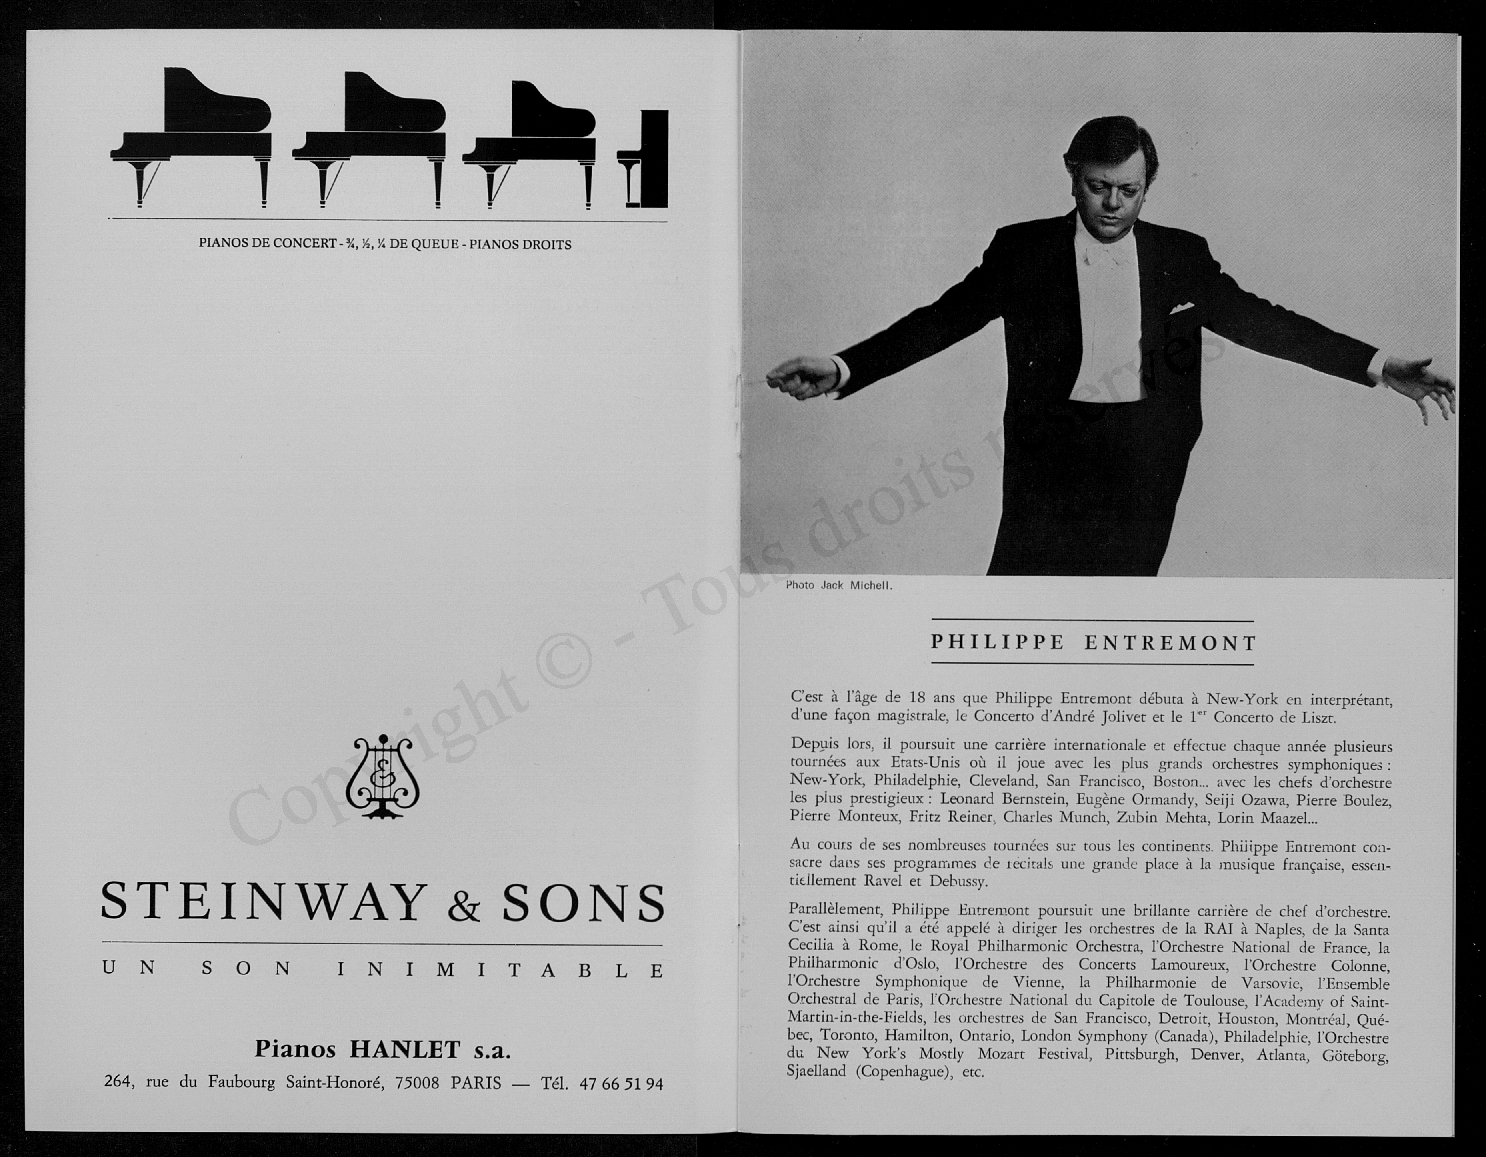 PIANOS DE CONCERT - ¾, ½, ¼ DE QUEUE - PIANOS DROITS
&
STEINWAY & SONS
UN SON INIMITABLE
Pianos HANLET s.a.
264, rue du Faubourg Saint-Honoré, 75008 PARIS — Tél. 47 66 51 94
Copyright © - Tous droits réservés
Photo Jack Michell.
PHILIPPE ENTREMONT
C'est à l'âge de 18 ans que Philippe Entremont débuta à New-York en interprétant,
d'une façon magistrale, le Concerto d'André Jolivet et le 1er Concerto de Liszt.
Depuis lors, il poursuit une carrière internationale et effectue chaque année plusieurs
tournées aux Etats-Unis où il joue avec les plus grands orchestres symphoniques :
New-York, Philadelphie, Cleveland, San Francisco, Boston... avec les chefs d'orchestre
les plus prestigieux : Leonard Bernstein, Eugène Ormandy, Seiji Ozawa, Pierre Boulez,
Pierre Monteux, Fritz Reiner, Charles Munch, Zubin Mehta, Lorin Maazel...
Au cours de ses nombreuses tournées sur tous les continents. Philippe Entremont con-
sacre dans ses programmes de récitals une grande place à la musique française, essen-
tiellement Ravel et Debussy.
Parallèlement, Philippe Entremont poursuit une brillante carrière de chef d'orchestre.
C'est ainsi qu'il a été appelé à diriger les orchestres de la RAI à Naples, de la Santa
Cecilia à Rome, le Royal Philharmonic Orchestra, l'Orchestre National de France, la
Philharmonic d'Oslo, l'Orchestre des Concerts Lamoureux, l'Orchestre Colonne,
l'Orchestre Symphonique de Vienne, la Philharmonie de Varsovie, l'Ensemble
Orchestral de Paris, l'Orchestre National du Capitole de Toulouse, l'Academy of Saint-
Martin-in-the-Fields, les orchestres de San Francisco, Detroit, Houston, Montréal, Qué-
bec, Toronto, Hamilton, Ontario, London Symphony (Canada), Philadelphie, l'Orchestre
du New York's Mostly Mozart Festival, Pittsburgh, Denver, Atlanta, Göteborg,
Sjaelland (Copenhague), etc.